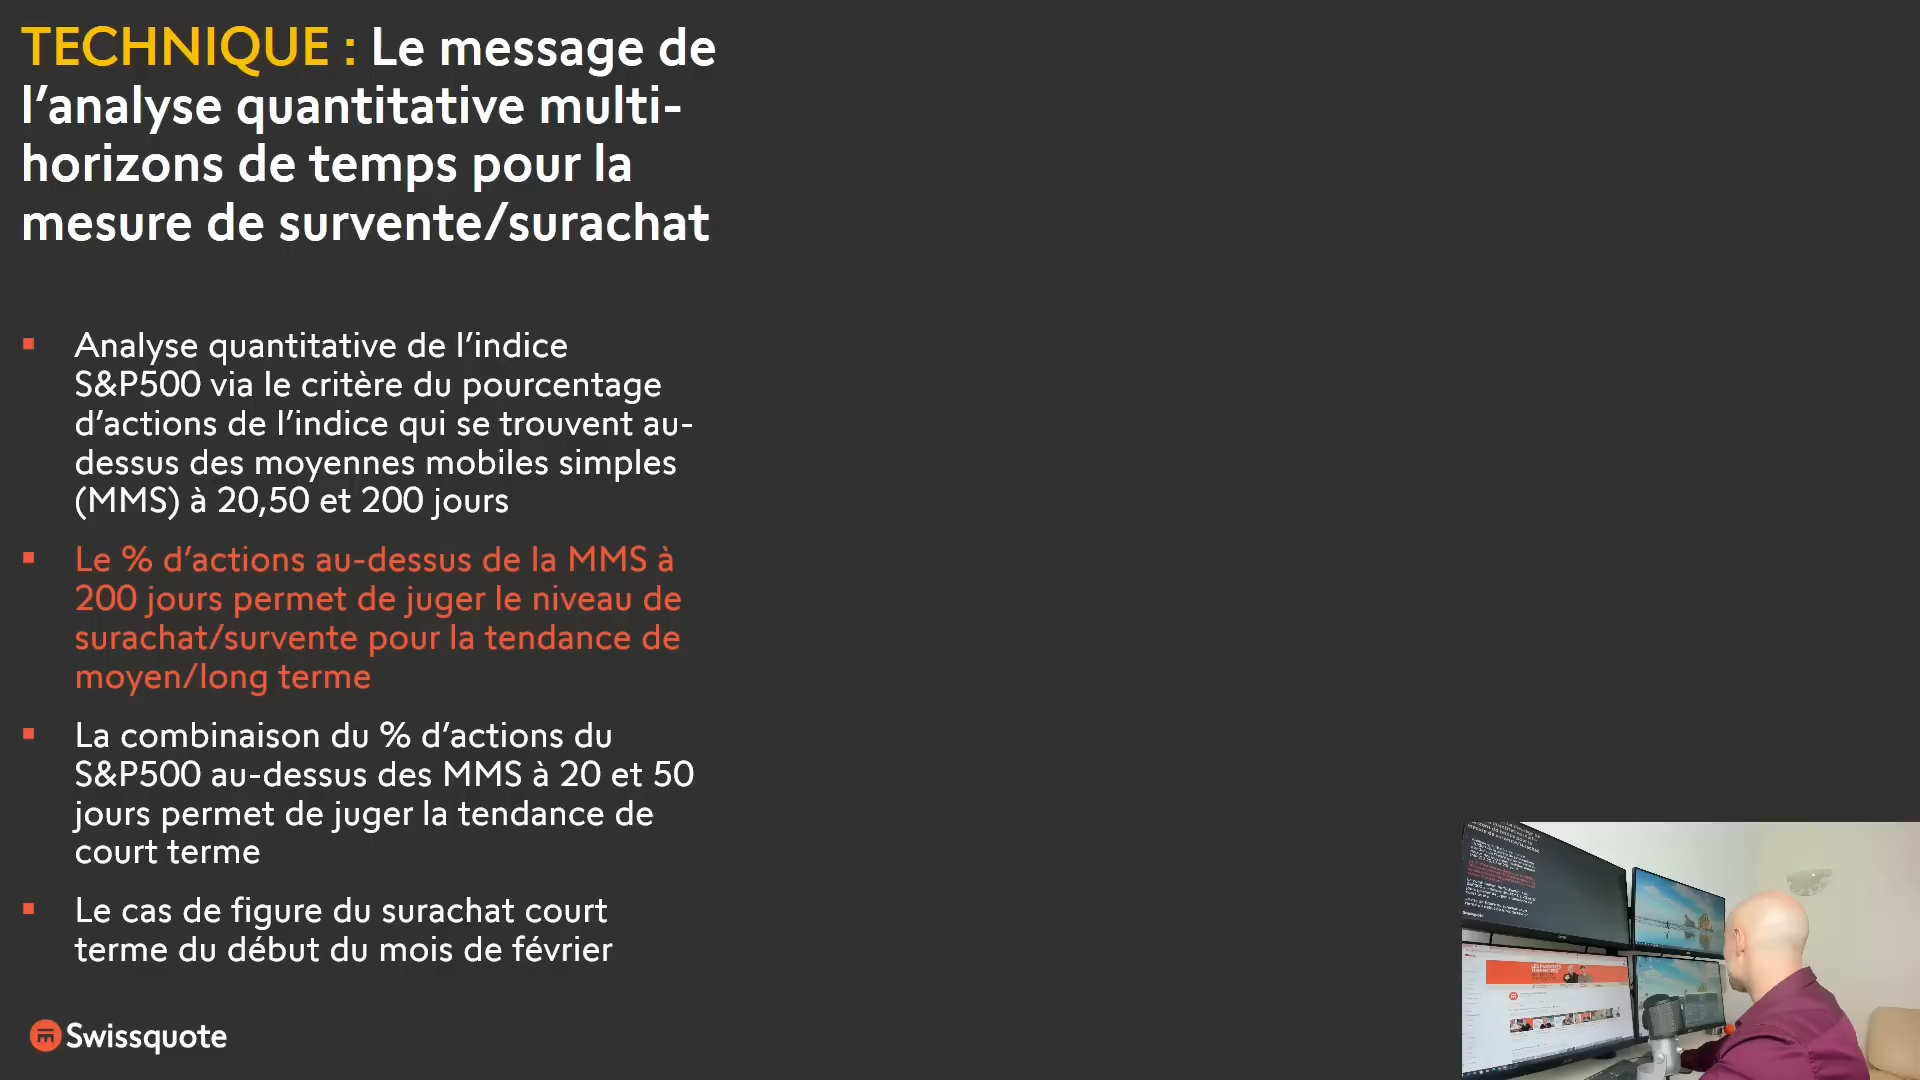 TECHNIQUE : Le message de
l’analyse quantitative multi-
horizons de temps pour la
mesure de survente/surachat
▪ Analyse quantitative de l’indice
S&P500 via le critère du pourcentage
d’actions de l’indice qui se trouvent au-
dessus des moyennes mobiles simples
(MMS) à 20,50 et 200 jours
▪ Le % d’actions au-dessus de la MMS à
200 jours permet de juger le niveau de
surachat/survente pour la tendance de
moyen/long terme
▪ La combinaison du % d’actions du
S&P500 au-dessus des MMS à 20 et 50
jours permet de juger la tendance de
court terme
▪ Le cas de figure du surachat court
terme du début du mois de février
Swissquote